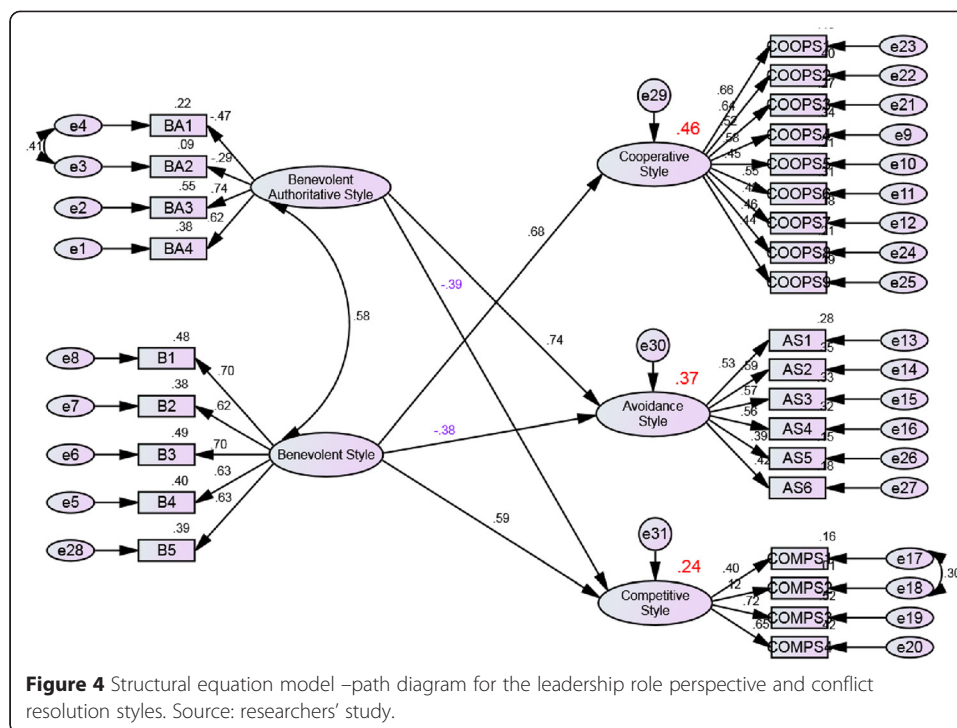 e4 .22 BA1 -.47
.41 e3 .09 BA2 -.29
e2 .55 BA3 .74
e1 .38 BA4 .62
Benevolent
Authoritative Style
.58
e8 .48 B1 .70
e7 .38 B2 .62
e6 .49 B3 .70
e5 .40 B4 .63
e28 .39 B5 .63
Benevolent Style
.68
-.39
.74
-.38
.59
e29
.46
Cooperative
Style
.66 COOPS1 e23
.64 COOPS2 .40 e22
.52 COOPS3 e21
.58 COOPS4 e9
.45 COOPS5 e10
.55 COOPS6 e11
COOPS7 e12
.46 COOPS8 e24
.44 COOPS9 e25
e30
.37
Avoidance
Style
.28
.53 AS1 e13
.59 AS2 .35 e14
.57 AS3 .33 e15
.56 AS4 .32 e16
.39 AS5 .15 e26
.42 AS6 .18 e27
e31
.24
Competitive
Style
.16
.40 COMPS1 e17
.12 COMPS2 e18 .30
.72 COMPS3 e19
.65 COMPS4 .42 e20
Figure 4 Structural equation model –path diagram for the leadership role perspective and conflict
resolution styles. Source: researchers' study.